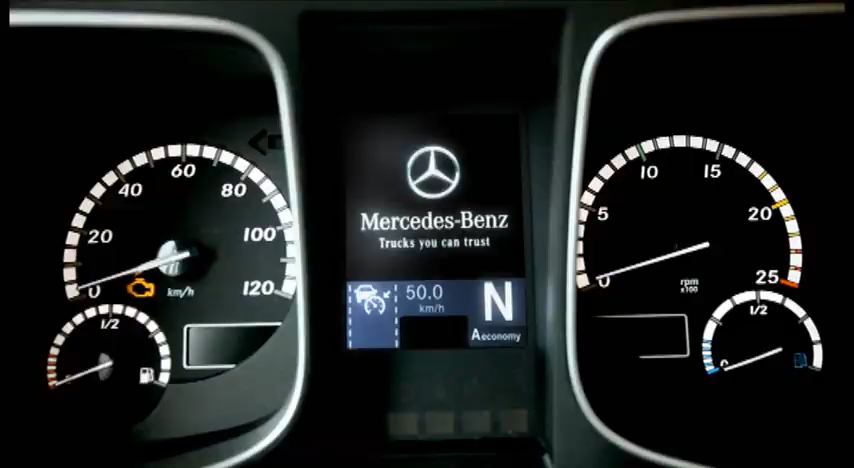 60
40
80
20
100
0
km/h
120
1/2
Mercedes-Benz
Trucks you can trust
50.0
km/h
N
Aeconomy
10
15
5
20
0
rpm
x100
25
1/2
0